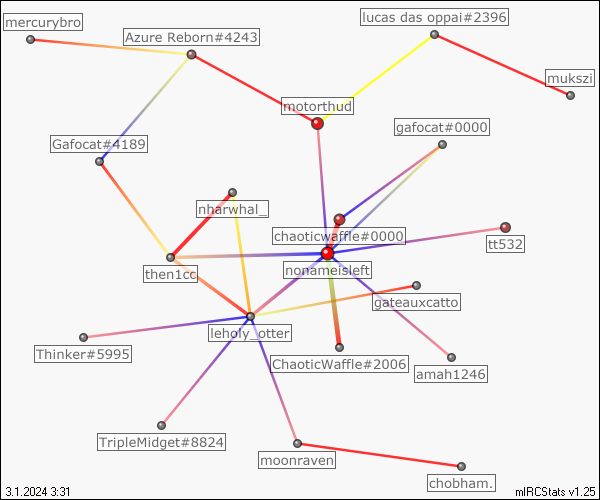 mercurybro
Azure Reborn#4243
lucas das oppai#2396
mukszi
motorthud
gafocat#0000
Gafocat#4189
nharwhal_
chaoticwaffle#0000
tt532
then1cc
nonameisleft
gateauxcatto
leholy_otter
Thinker#5995
ChaoticWaffle#2006
amah1246
TripleMidget#8824
moonraven
chobham.
3.1.2024 3:31
mIRCStats v1.25